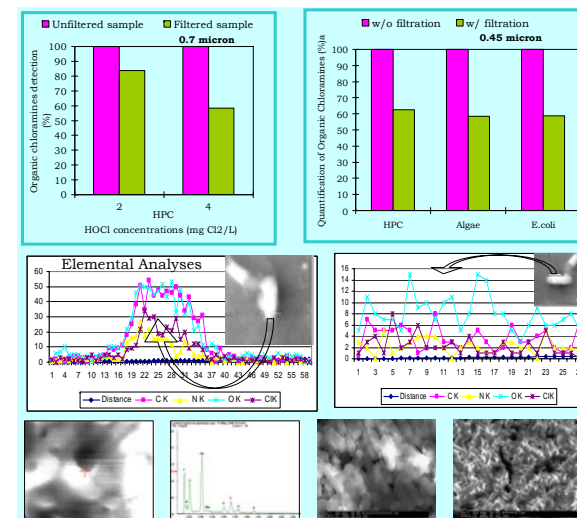 Unfiltered sample Filtered sample
0.7 micron
Organic chloramines detection
(%)
100
90
80
70
60
50
40
30
20
10
0
2 4
HPC
HOCl concentrations (mg Cl2/L)
w/o filtration w/ filtration
0.45 micron
Quantification of Organic Chloramines (%)a
100
90
80
70
60
50
40
30
20
10
0
HPC Algae E.coli
Elemental Analyses
60
50
40
30
20
10
0
1 4 7 10 13 16 19 22 25 28 31 34 37 40 43 46 49 52 55 58
Distance C K N K O K ClK
16
14
12
10
8
6
4
2
0
1 3 5 7 9 11 13 15 17 19 21 23 25
Distance C K N K O K ClK